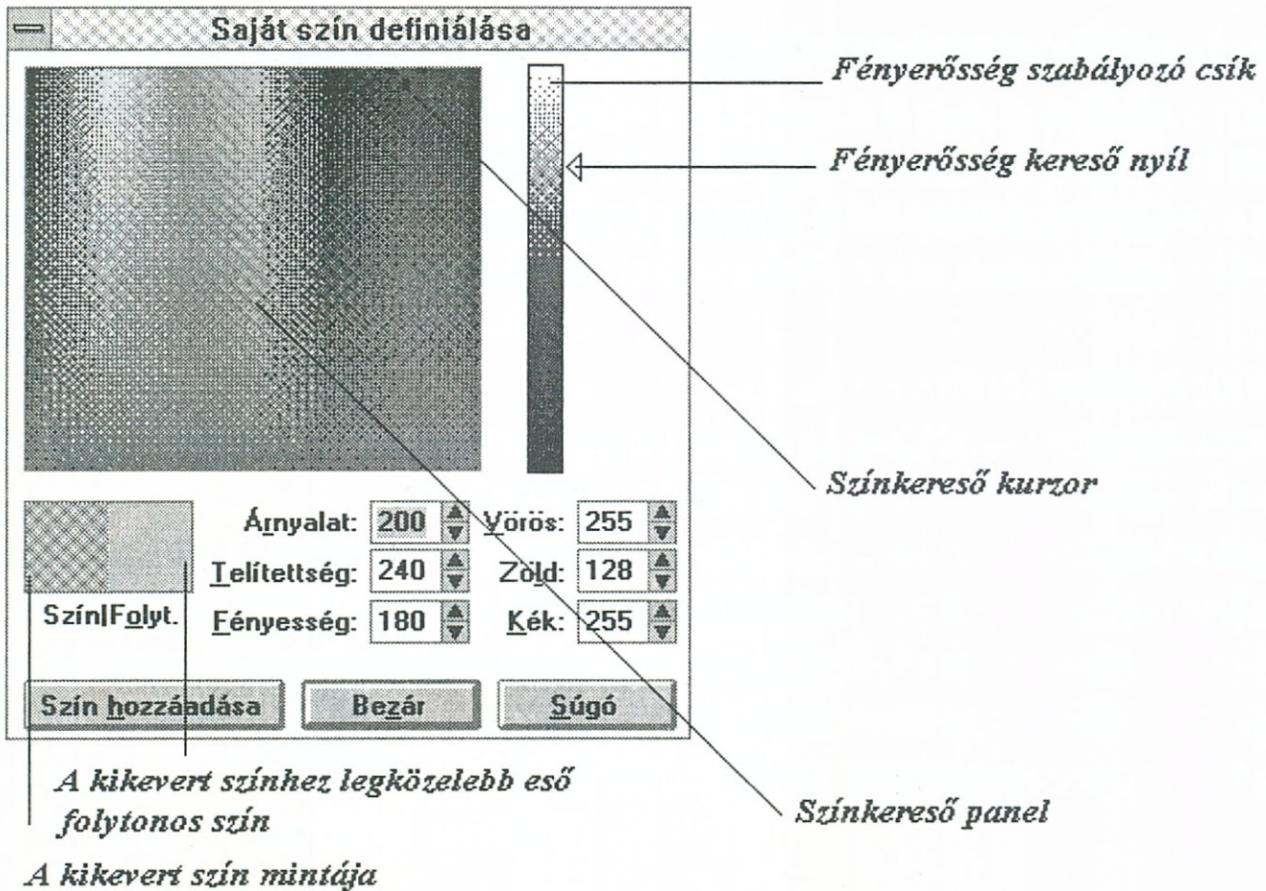 Saját szín definiálása
Fényerősség szabályozó csík
Fényerősség kereső nyíl
Színkereső kurzor
Árnyalat: 200 Vörös: 255
Telítettség: 240 Zöld: 128
Szín|Folyt. Fényesség: 180 Kék: 255
Szín hozzáadása Bezár Súgó
A kikevert színhez legközelebb eső
folytonos szín
Színkereső panel
A kikevert szín mintája